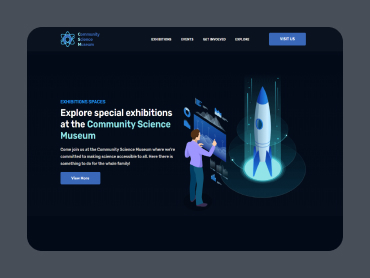 Community
Science
Museum
EXHIBITIONS EVENTS GET INVOLVED EXPLORE VISIT US
EXHIBITIONS SPACES
Explore special exhibitions
at the Community Science
Museum
Come join us at the Community Science Museum where we're
committed to making science accessible to all. Here there is
something to do for the whole family!
View More